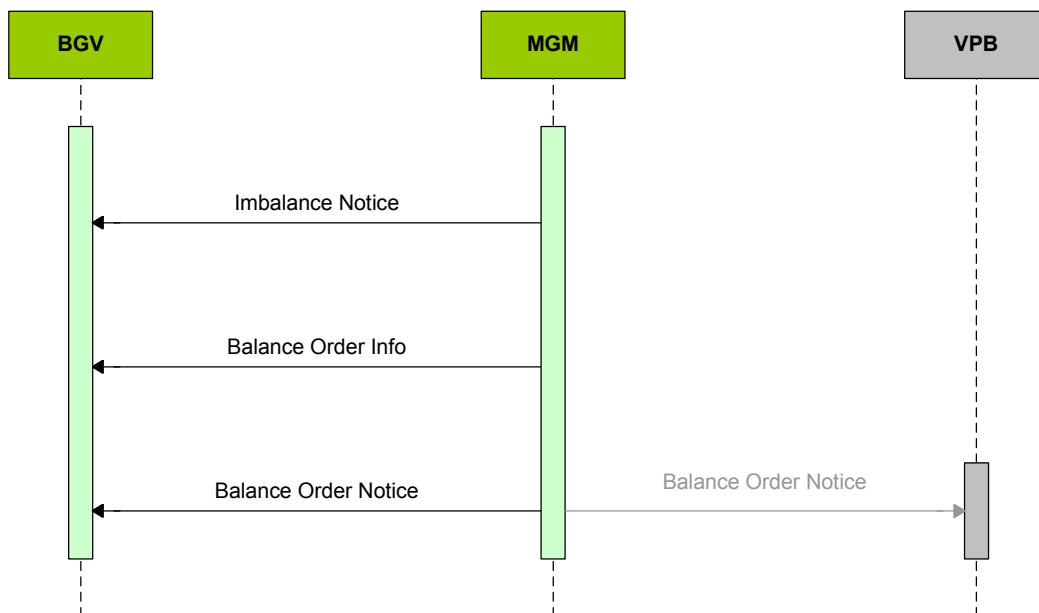 BGV
MGM
VPB
Imbalance Notice
Balance Order Info
Balance Order Notice
Balance Order Notice